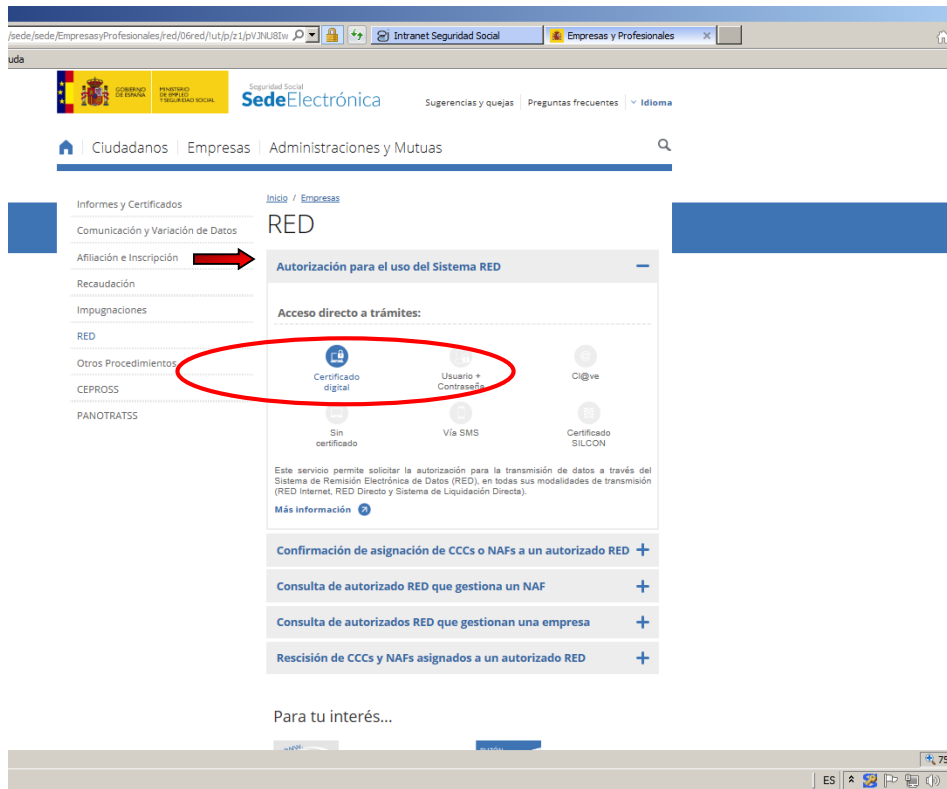 /sede/sede/EmpresasyProfesionales/red/06red/!ut/p/z1/pVJNU8Iw
Intranet Seguridad Social
Empresas y Profesionales
uda
GOBIERNO DE ESPAÑA
MINISTERIO DE EMPLEO Y SEGURIDAD SOCIAL
Seguridad Social
SedeElectrónica
Sugerencias y quejas
Preguntas frecuentes
Idioma
Ciudadanos
Empresas
Administraciones y Mutuas
Informes y Certificados
Comunicación y Variación de Datos
Afiliación e Inscripción
Recaudación
Impugnaciones
RED
Otros Procedimientos
CEPROSS
PANOTRATSS
Inicio / Empresas
RED
Autorización para el uso del Sistema RED
Acceso directo a trámites:
Certificado
digital
Usuario +
Contraseña
Cl@ve
Sin
certificado
Vía SMS
Certificado
SILCON
Este servicio permite solicitar la autorización para la transmisión de datos a través del
Sistema de Remisión Electrónica de Datos (RED), en todas sus modalidades de transmisión
(RED Internet, RED Directo y Sistema de Liquidación Directa).
Más información
Confirmación de asignación de CCCs o NAFs a un autorizado RED
Consulta de autorizado RED que gestiona un NAF
Consulta de autorizados RED que gestionan una empresa
Rescisión de CCCs y NAFs asignados a un autorizado RED
Para tu interés...
75
ES